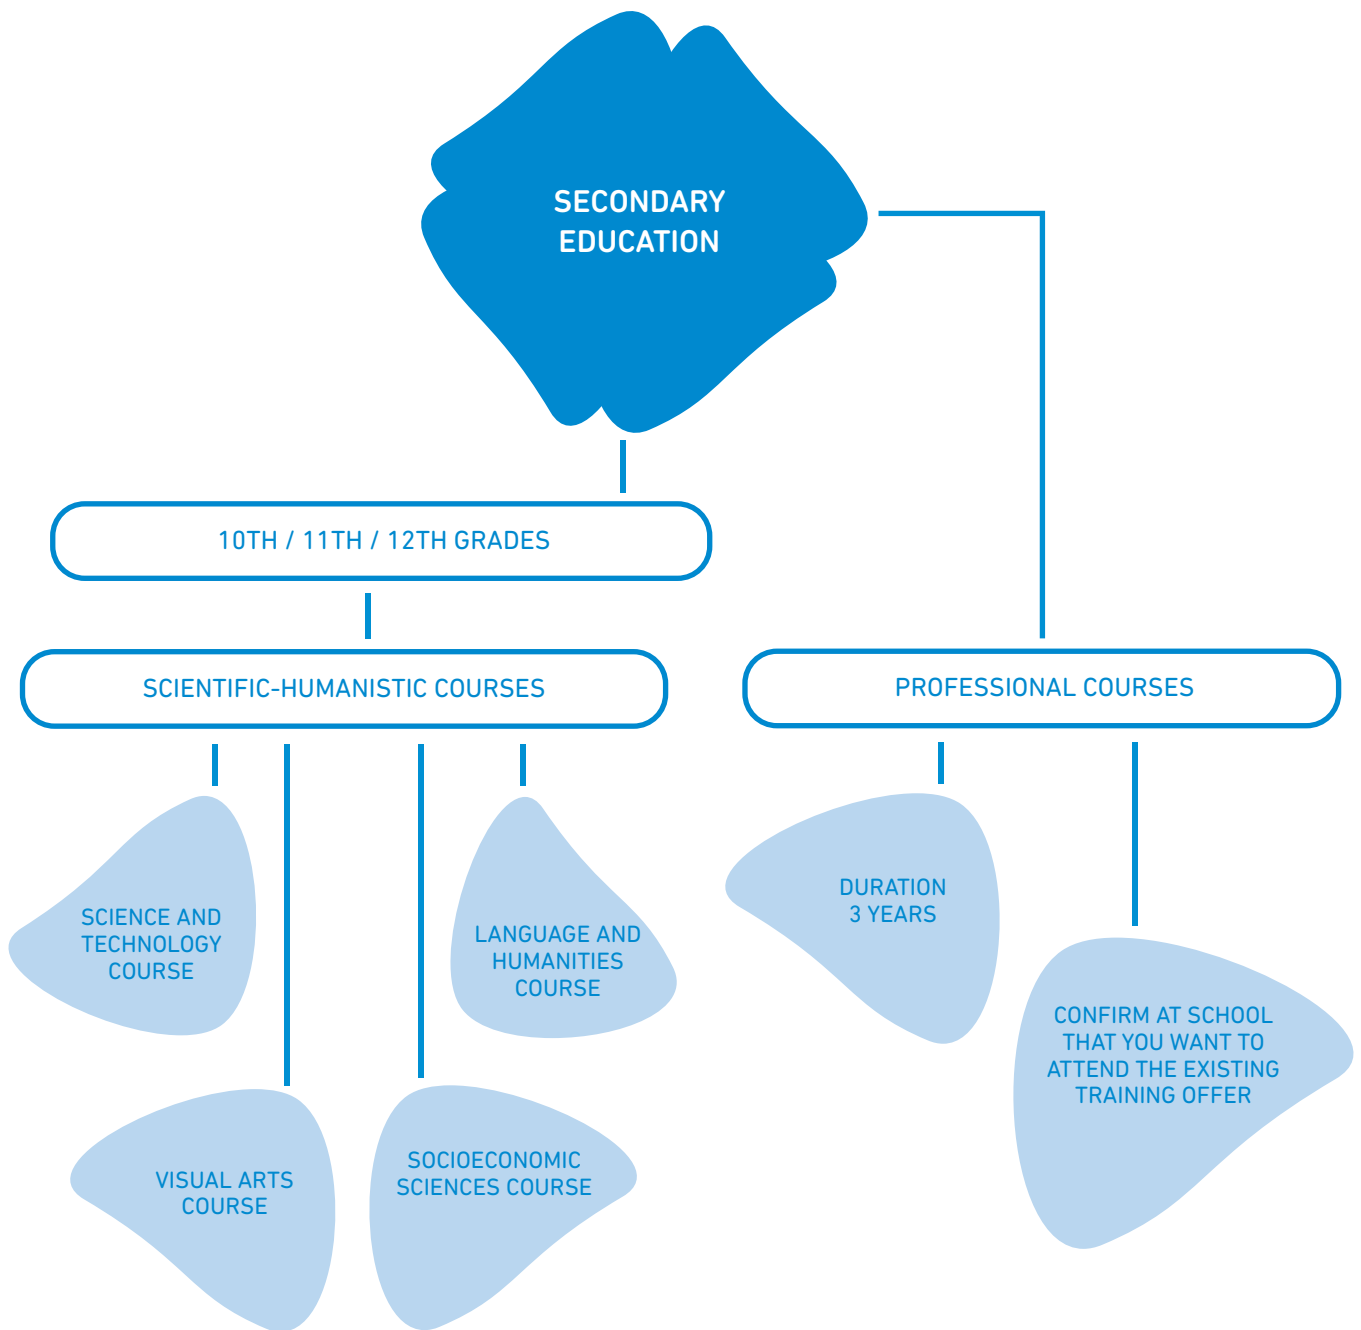 SECONDARY
EDUCATION
10TH / 11TH / 12TH GRADES
SCIENTIFIC-HUMANISTIC COURSES
PROFESSIONAL COURSES
SCIENCE AND
TECHNOLOGY
COURSE
LANGUAGE AND
HUMANITIES
COURSE
DURATION
3 YEARS
CONFIRM AT SCHOOL
THAT YOU WANT TO
ATTEND THE EXISTING
TRAINING OFFER
VISUAL ARTS
COURSE
SOCIOECONOMIC
SCIENCES COURSE